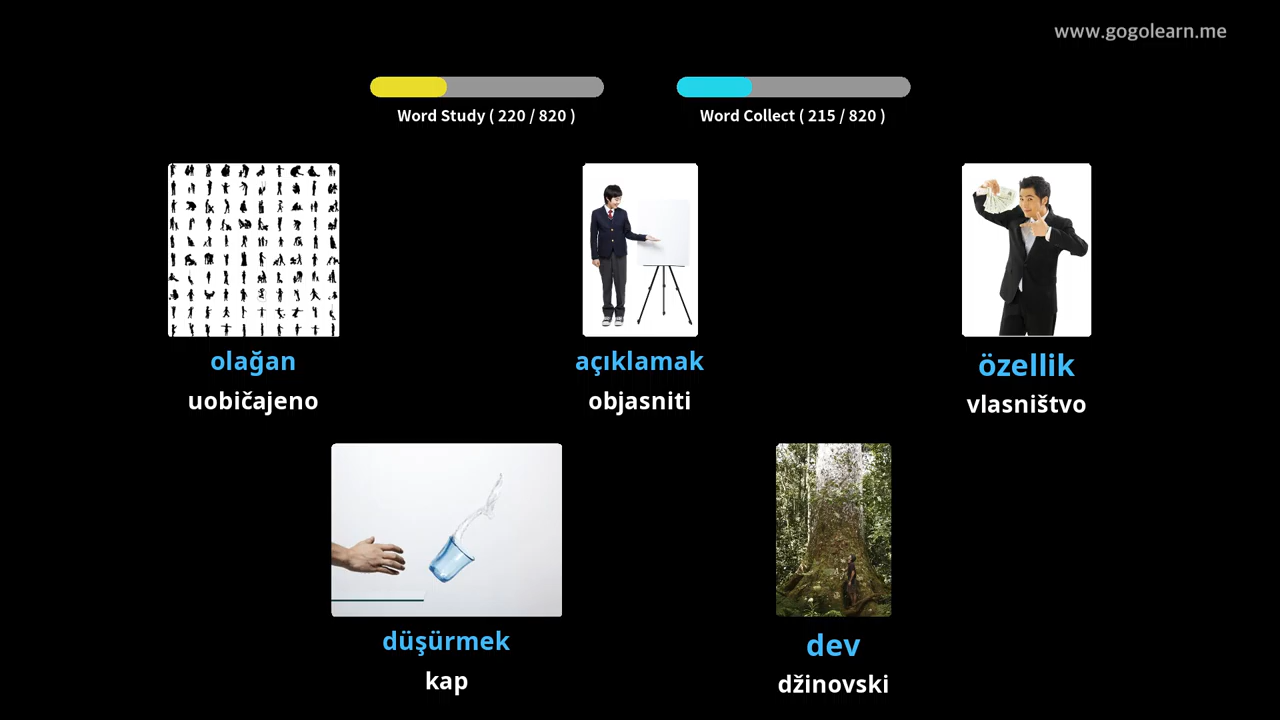 www.gogolearn.me
Word Study ( 220 / 820 )
Word Collect ( 215 / 820 )
olağan
uobičajeno
açıklamak
objasniti
özellik
vlasništvo
düşürmek
kap
dev
džinovski